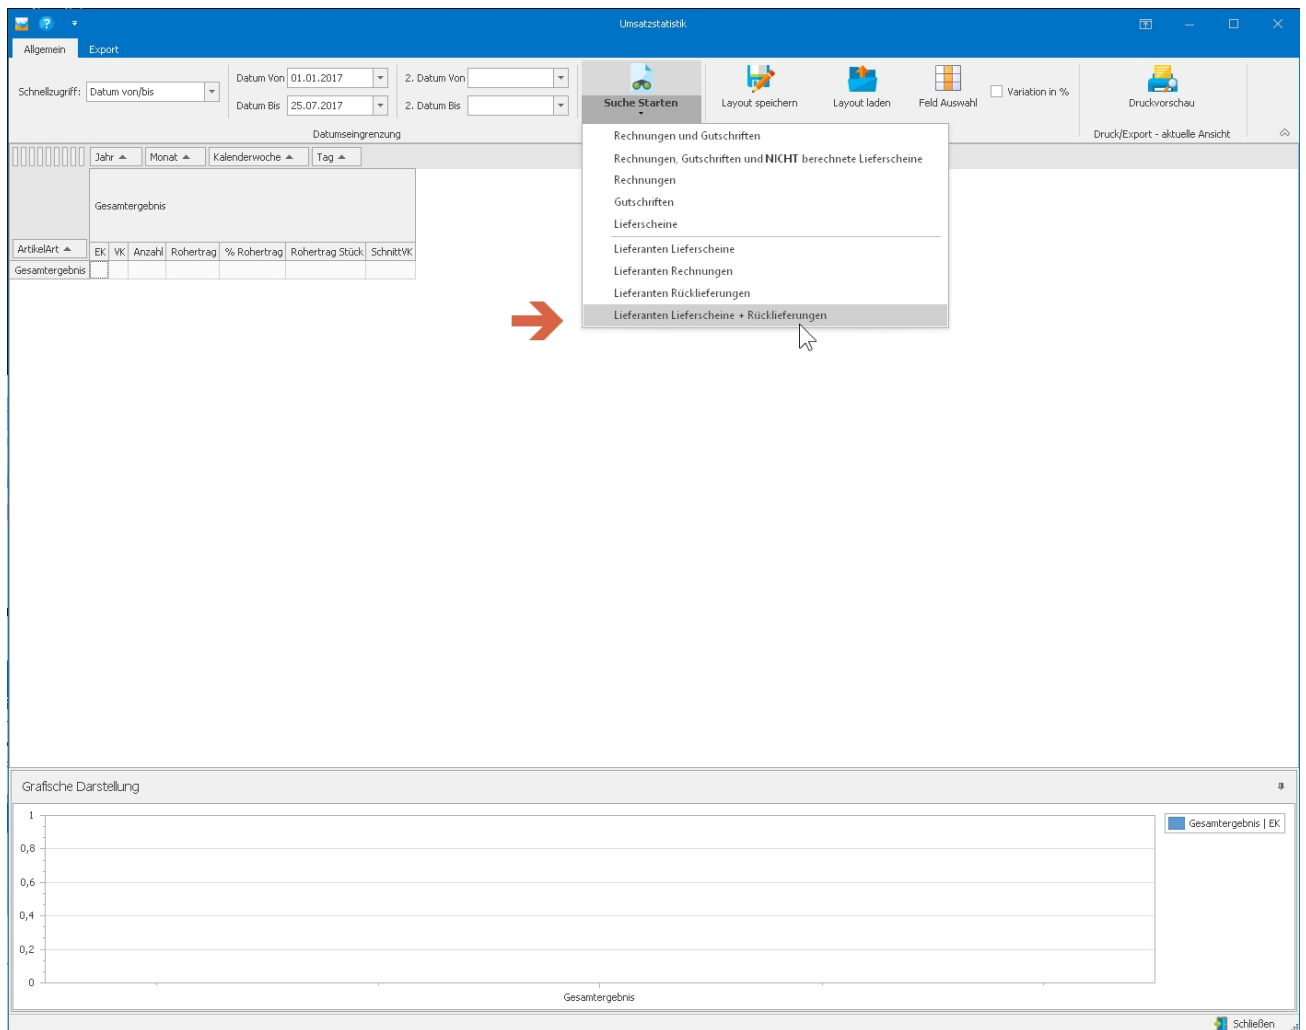 Umsatzstatistik
Allgemein Export
Schnellzugriff: Datum von/bis
Datum Von 01.01.2017
Datum Bis 25.07.2017
2. Datum Von
2. Datum Bis
Datumseingrenzung
Suche Starten
Layout speichern
Layout laden
Feld Auswahl
Variation in %
Druckvorschau
Druck/Export - aktuelle Ansicht
Rechnungen und Gutschriften
Rechnungen, Gutschriften und NICHT berechnete Lieferscheine
Rechnungen
Gutschriften
Lieferscheine
Lieferanten Lieferscheine
Lieferanten Rechnungen
Lieferanten Rücklieferungen
Lieferanten Lieferscheine + Rücklieferungen
Jahr Monat Kalenderwoche Tag
Gesamtergebnis
ArtikelArt EK VK Anzahl Rohertrag % Rohertrag Rohertrag Stück SchnittVK
Gesamtergebnis
Grafische Darstellung
1
0,8
0,6
0,4
0,2
0
Gesamtergebnis
Gesamtergebnis | EK
Schließen